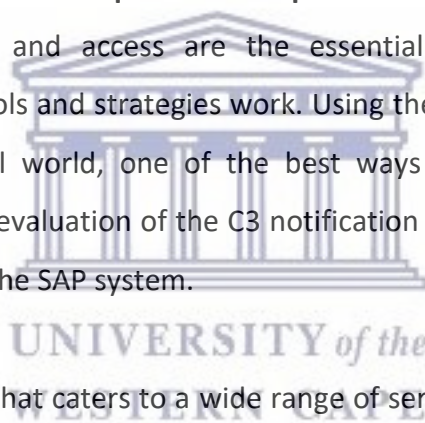 and access are the essential
ols and strategies work. Using the
l world, one of the best ways
evaluation of the C3 notification
he SAP system.
UNIVERSITY of the
hat caters to a wide range of ser
WESTERN CAPE